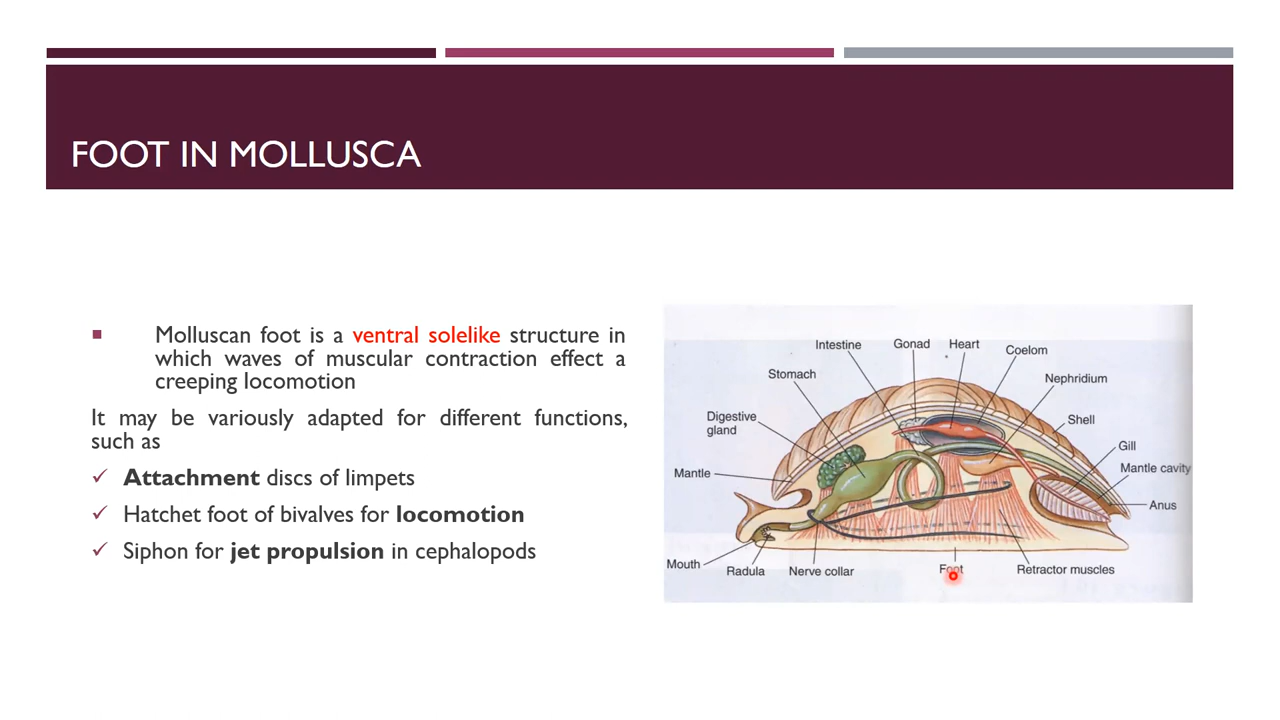 FOOT IN MOLLUSCA
Molluscan foot is a ventral solelike structure in
which waves of muscular contraction effect a
creeping locomotion
It may be variously adapted for different functions,
such as
Attachment discs of limpets
Hatchet foot of bivalves for locomotion
Siphon for jet propulsion in cephalopods
Intestine
Gonad
Heart
Coelom
Stomach
Nephridium
Digestive
gland
Shell
Gill
Mantle
Mantle cavity
Anus
Mouth
Radula
Nerve collar
Foot
Retractor muscles